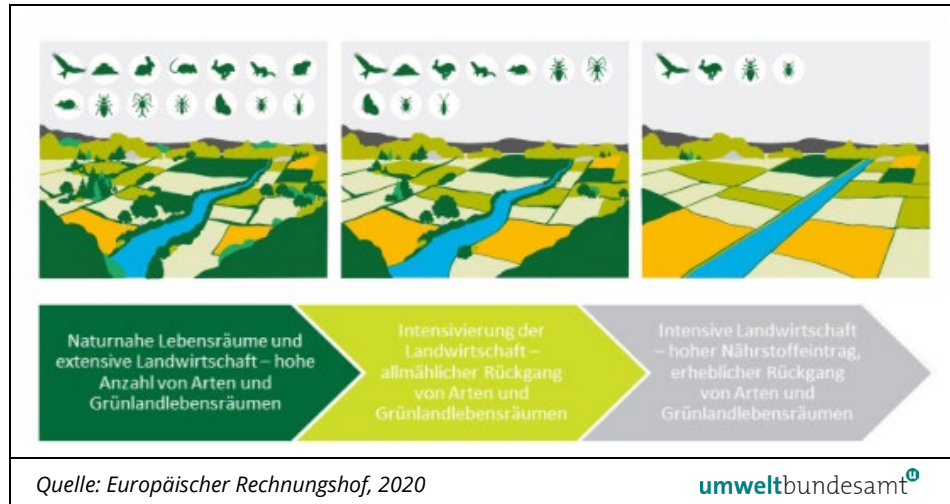 Naturnahe Lebensräume und
extensive Landwirtschaft – hohe
Anzahl von Arten und
Grünlandlebensräumen
Intensivierung der
Landwirtschaft –
allmählicher Rückgang
von Arten und
Grünlandlebensräumen
Intensive Landwirtschaft
– hoher Nährstoffeintrag,
erheblicher Rückgang
von Arten und
Grünlandlebensräumen
Quelle: Europäischer Rechnungshof, 2020
umweltbundesamt u